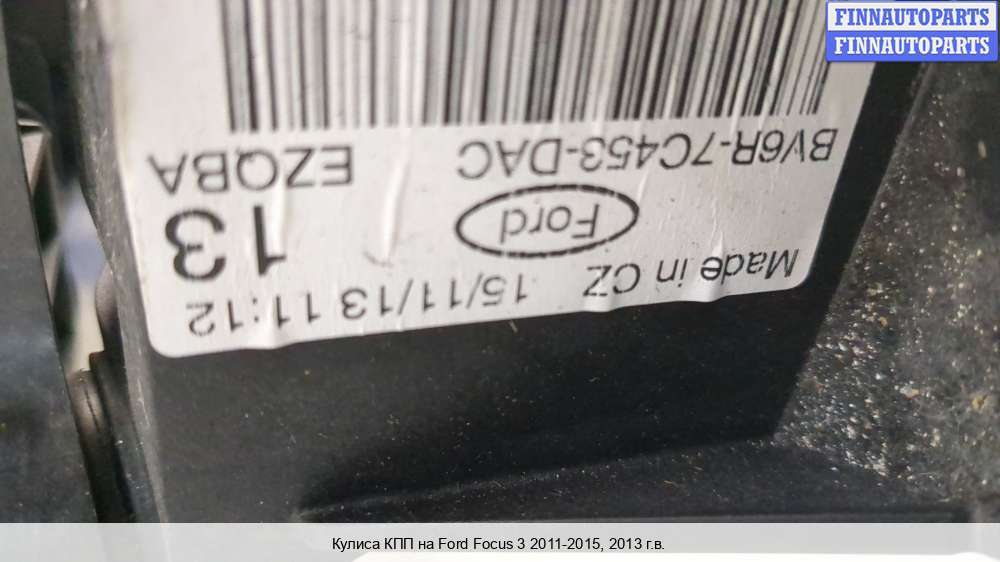 FINNAUTOPARTS
FINNAUTOPARTS
Made in CZ 15/11/13 11:12
Ford
13
BV6R-7C453-DAC
EZQBA
Кулиса КПП на Ford Focus 3 2011-2015, 2013 г.в.